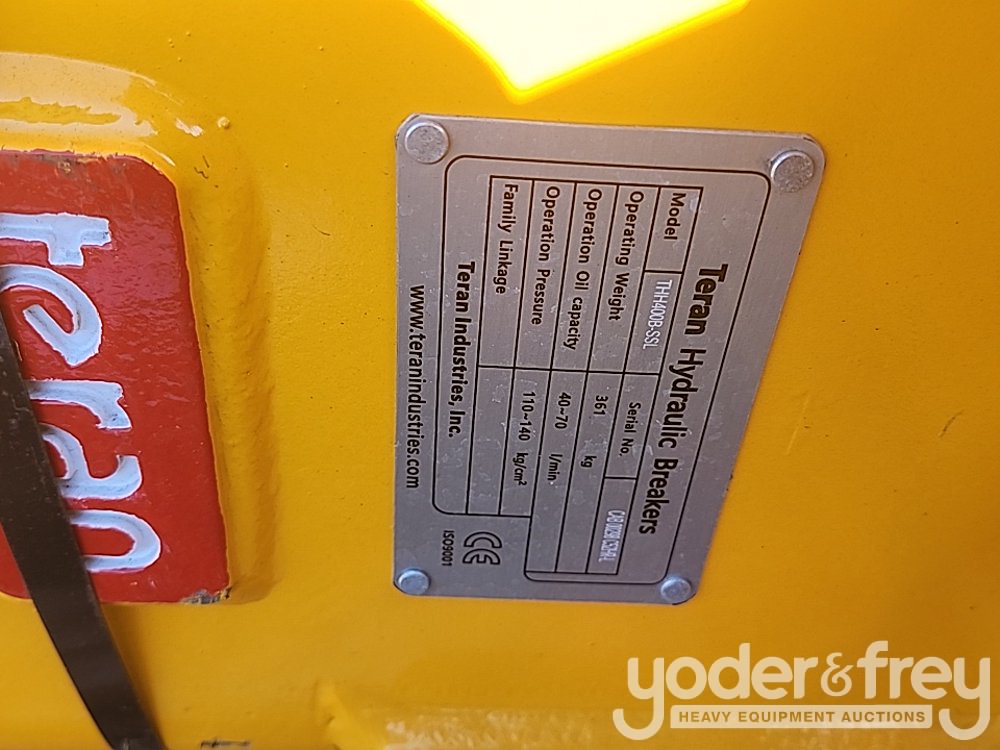 teran
Teran Hydraulic Breakers
Model THH400B-SSL Serial No.
Operating Weight 361 kg
Operation Oil capacity 40~70 l/min
Operation Pressure 110~140 kg/cm²
Family Linkage
Teran Industries, Inc.
www.teranindustries.com
CE
ISO9001
yoder&frey
HEAVY EQUIPMENT AUCTIONS